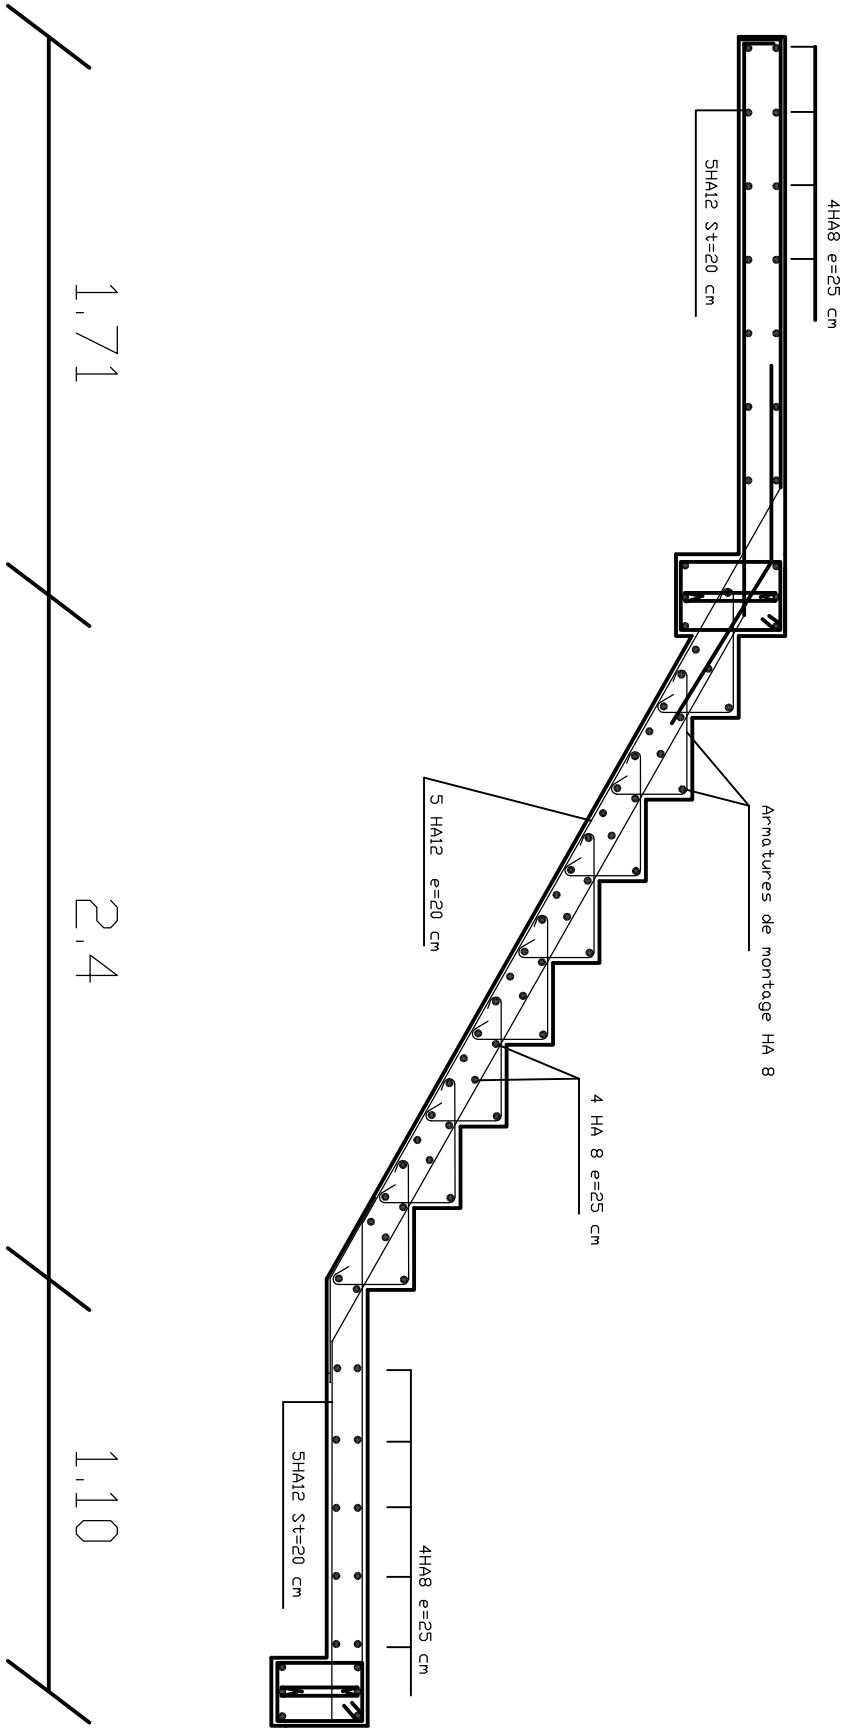 4HA8 e=25 cm
5HA12 St=20 cm
1,71
Armatures de montage HA 8
5 HA12 e=20 cm
2,4
4 HA 8 e=25 cm
5HA12 St=20 cm
4HA8 e=25 cm
1,10